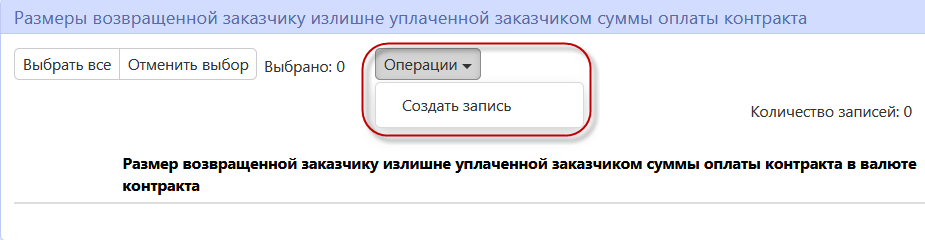 Размеры возвращенной заказчику излишне уплаченной заказчиком суммы оплаты контракта
Выбрать все Отменить выбор Выбрано: 0 Операции
Создать запись
Количество записей: 0
Размер возвращенной заказчику излишне уплаченной заказчиком суммы оплаты контракта в валюте
контракта